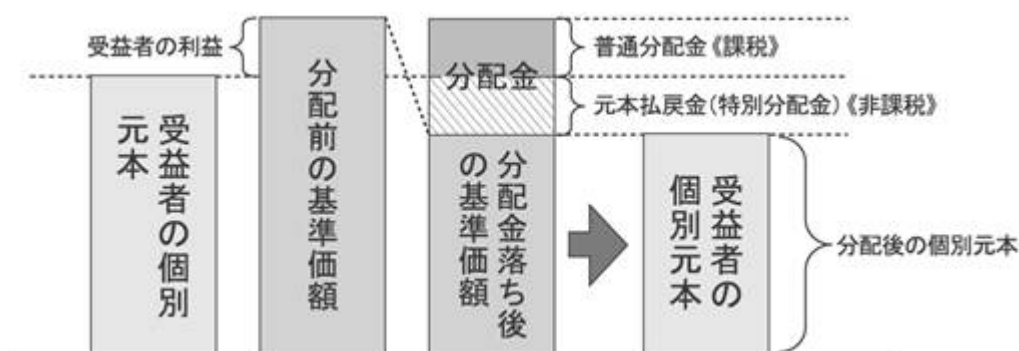 受益者の利益
受益者の個別
元本
分配前の基準価額
普通分配金《課税》
分配金
元本払戻金(特別分配金)《非課税》
分配金落ち後
の基準価額
受益者の
個別元本
分配後の個別元本